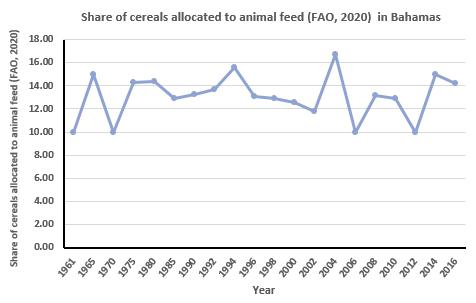 Share of cereals allocated to animal feed (FAO, 2020)  in Bahamas
Share of cereals allocated to animal feed (FAO, 2020)
18.00
16.00
14.00
12.00
10.00
8.00
6.00
4.00
2.00
0.00
1961 1965 1970 1975 1980 1985 1990 1992 1994 1996 1998 2000 2002 2004 2006 2008 2010 2012 2014 2016
Year